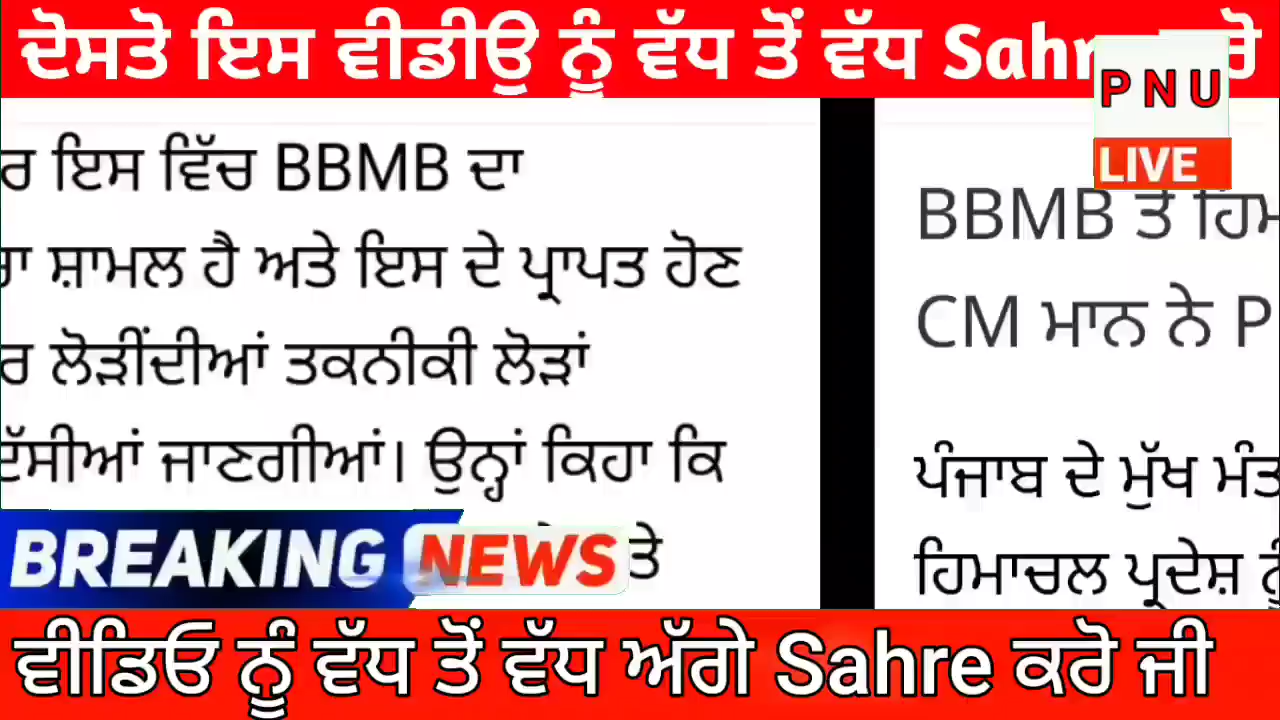 ਦੋਸਤੋ ਇਸ ਵੀਡੀਉ ਨੂੰ ਵੱਧ ਤੋਂ ਵੱਧ
PNU
LIVE
ਇਸ ਵਿੱਚ BBMB ਦਾ
ਸ਼ਾਮਲ ਹੈ ਅਤੇ ਇਸ ਦੇ ਪ੍ਰਾਪਤ ਹੋਣ
ਲੋੜੀਂਦੀਆਂ ਤਕਨੀਕੀ ਲੋੜਾਂ
ਜਾਣਗੀਆਂ। ਉਨ੍ਹਾਂ ਕਿਹਾ ਕਿ
ਤੇ
BBMB ਤੇ
CM ਮਾਨ ਨੇ
ਪੰਜਾਬ ਦੇ ਮੁੱਖ
ਹਿਮਾਚਲ ਪ੍ਰਦੇਸ਼
BREAKING NEWS
ਵੀਡਿਓ ਨੂੰ ਵੱਧ ਤੋਂ ਵੱਧ ਅੱਗੇ Sahre ਕਰੋ ਜੀ